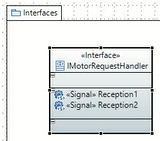 Interfaces
«Interface»
IMotorRequestHandler
«Signal» Reception1
«Signal» Reception2